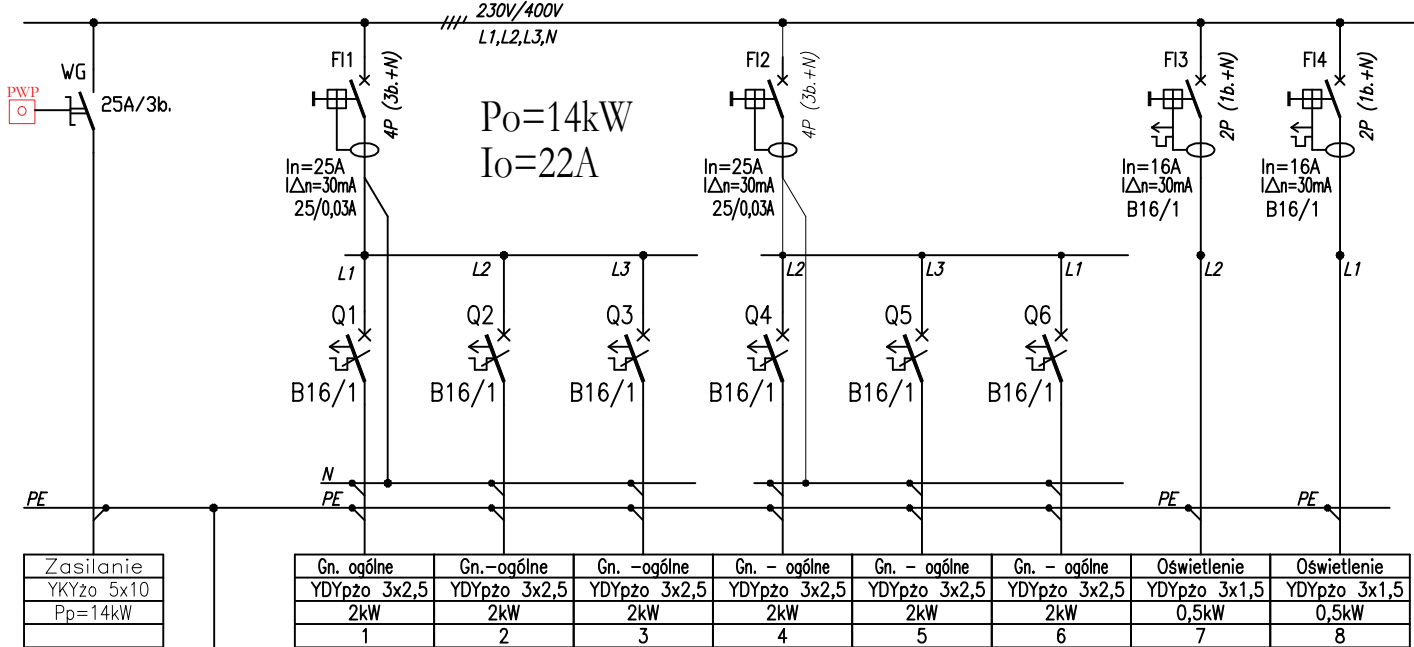 230V/400V
L1,L2,L3,N
WG
PWP
25A/3b.
FI1
4P (3b.+N)
In=25A
I△n=30mA
25/0,03A
Po=14kW
Io=22A
FI2
4P (3b.+N)
In=25A
I△n=30mA
25/0,03A
FI3
2P (1b.+N)
In=16A
I△n=30mA
B16/1
FI4
2P (1b.+N)
In=16A
I△n=30mA
B16/1
L1
L2
L3
L2
L3
L1
L2
L1
Q1
Q2
Q3
Q4
Q5
Q6
B16/1
B16/1
B16/1
B16/1
B16/1
B16/1
N
PE
PE
PE
PE
Zasilanie
YKYżo 5x10
Pp=14kW
Gn. ogólne
Gn.-ogólne
Gn. -ogólne
Gn. - ogólne
Gn. - ogólne
Gn. - ogólne
Oświetlenie
Oświetlenie
YDYpżo 3x2,5
YDYpżo 3x2,5
YDYpżo 3x2,5
YDYpżo 3x2,5
YDYpżo 3x2,5
YDYpżo 3x2,5
YDYpżo 3x1,5
YDYpżo 3x1,5
2kW
2kW
2kW
2kW
2kW
2kW
0,5kW
0,5kW
1
2
3
4
5
6
7
8